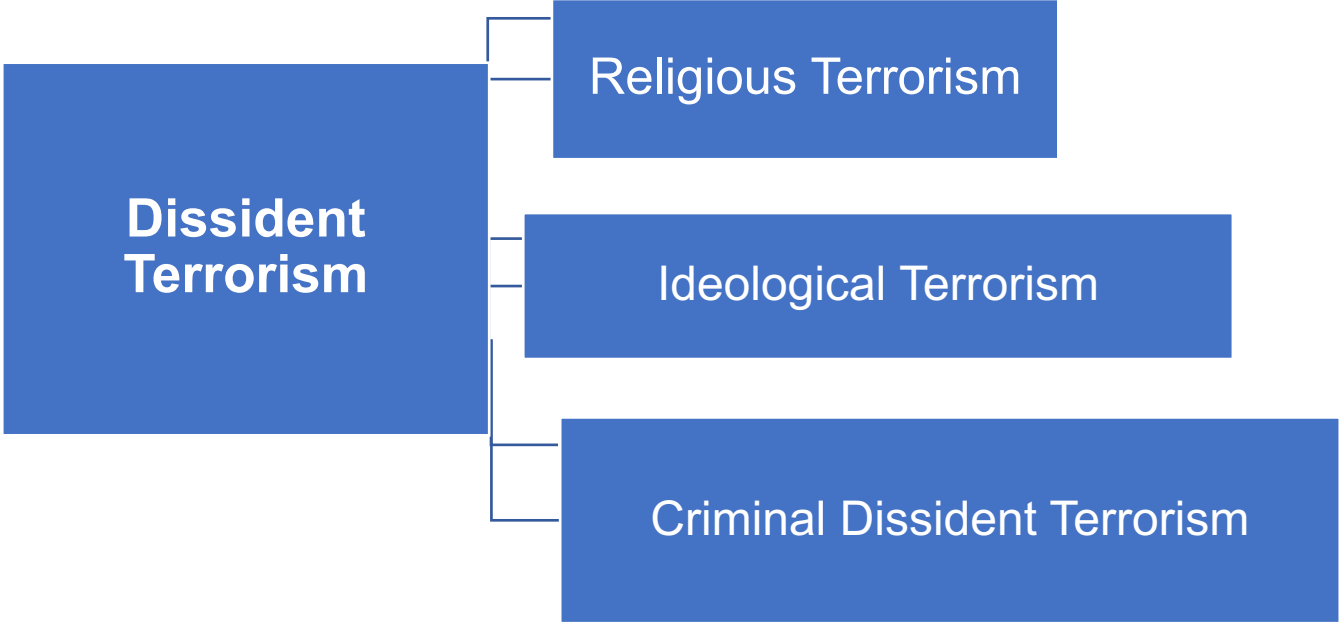 Religious Terrorism
Dissident
Terrorism
Ideological Terrorism
Criminal Dissident Terrorism